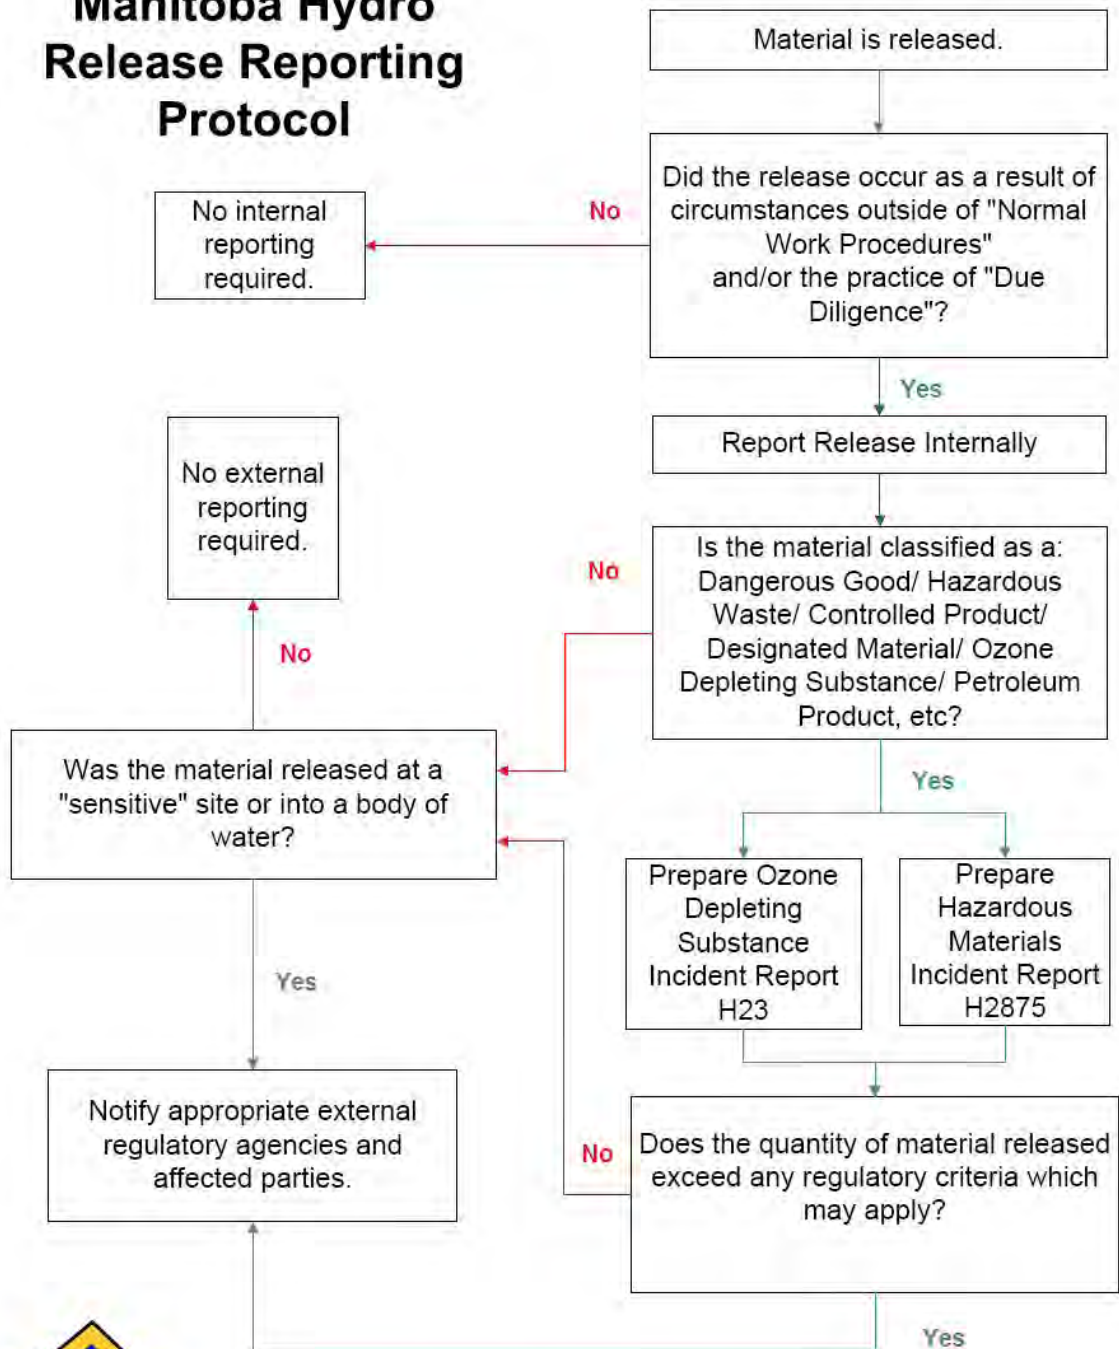 Manitoba Hydro
Release Reporting
Protocol
Material is released.
Did the release occur as a result of
circumstances outside of "Normal
Work Procedures"
and/or the practice of "Due
Diligence"?
No
No internal
reporting
required.
Yes
Report Release Internally
No external
reporting
required.
Is the material classified as a:
Dangerous Good/ Hazardous
Waste/ Controlled Product/
Designated Material/ Ozone
Depleting Substance/ Petroleum
Product, etc?
No
No
Was the material released at a
"sensitive" site or into a body of
water?
Yes
Prepare Ozone
Depleting
Substance
Incident Report
H23
Prepare
Hazardous
Materials
Incident Report
H2875
Yes
Notify appropriate external
regulatory agencies and
affected parties.
No
Does the quantity of material released
exceed any regulatory criteria which
may apply?
Yes